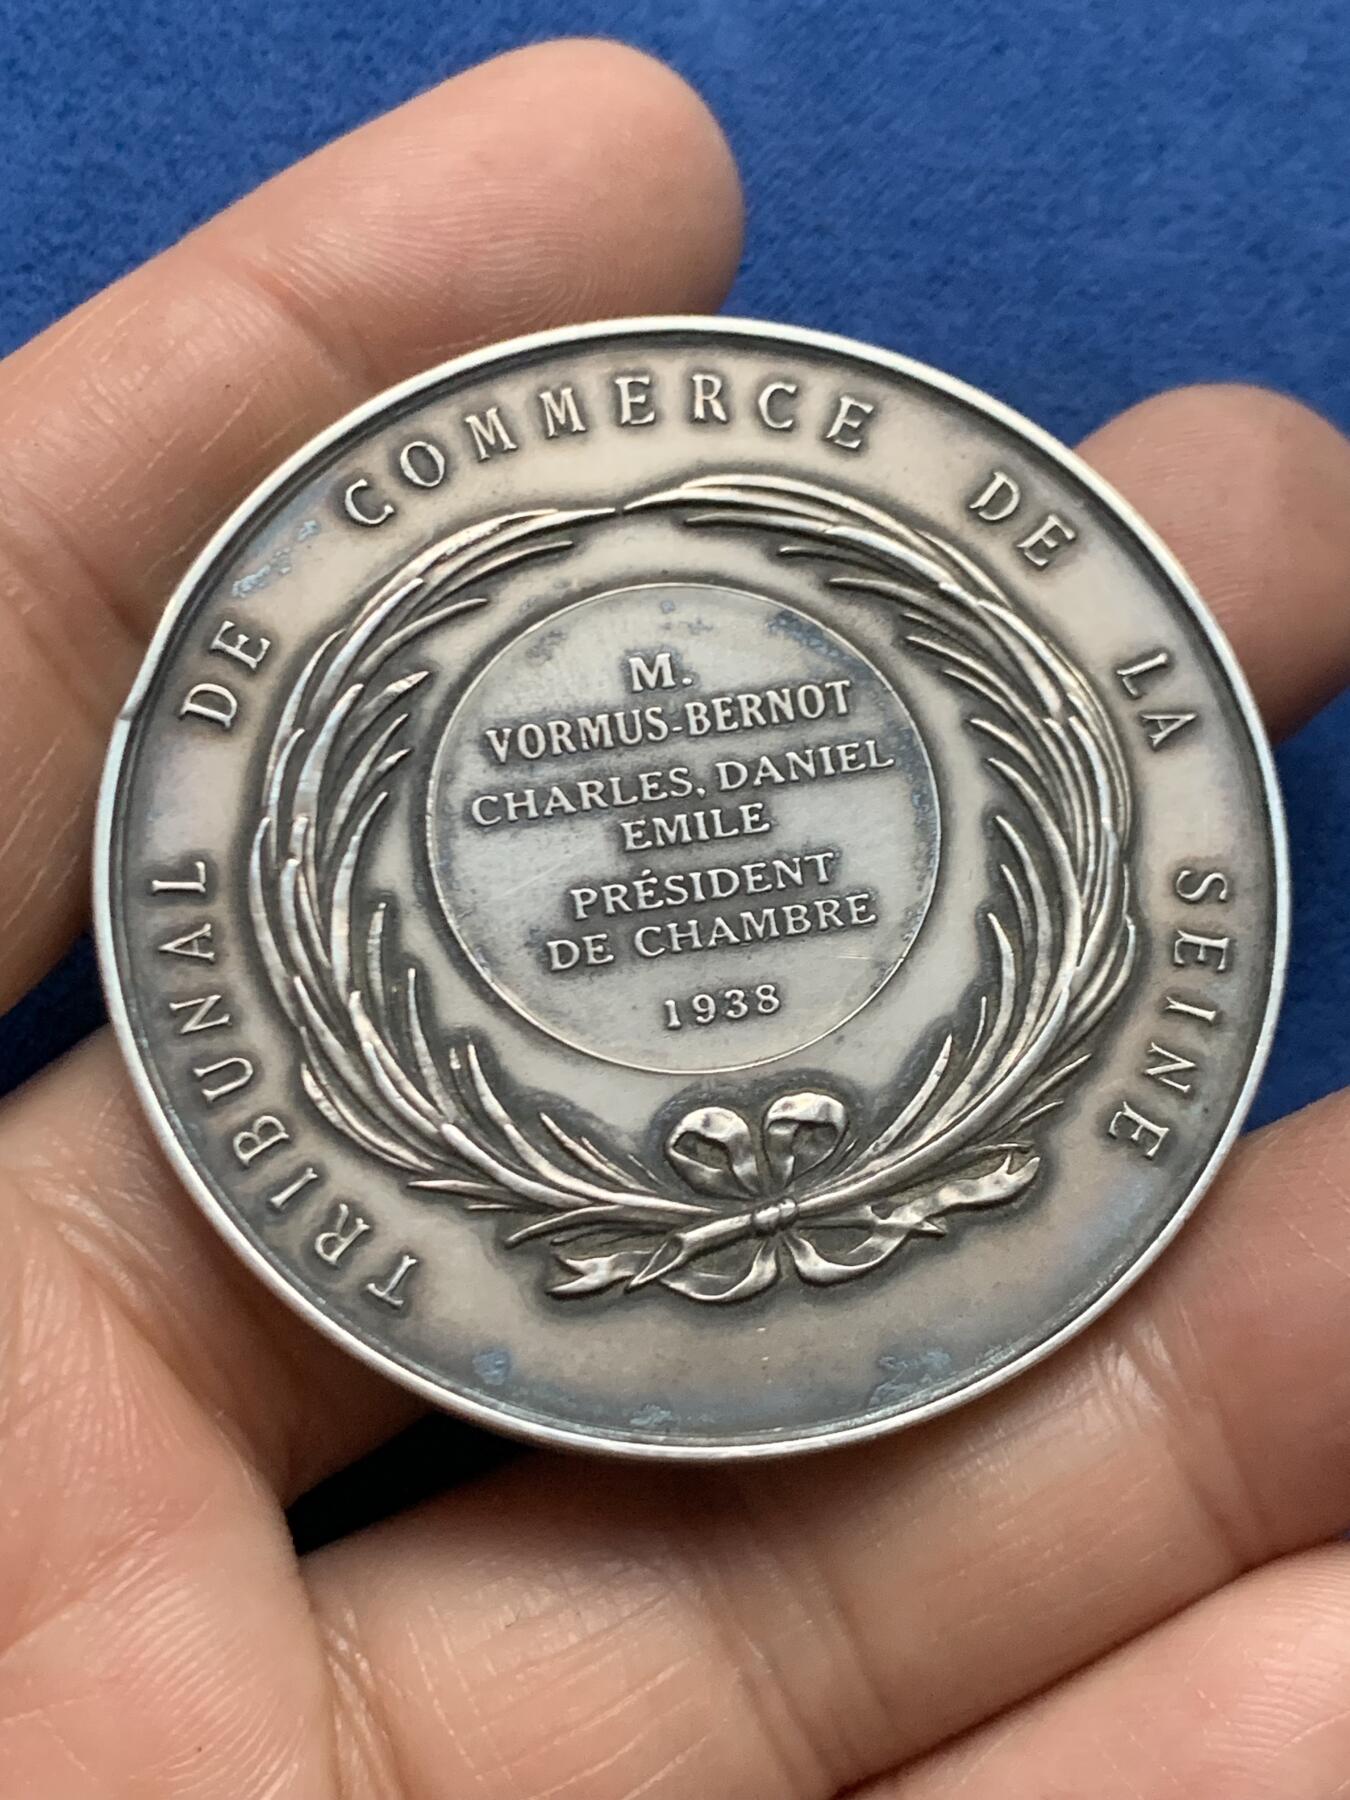 TRIBUNAL DE COMMERCE DE LA SEINE
M.
VORMUS-BERNOT
CHARLES, DANIEL
EMILE
PRÉSIDENT
DE CHAMBRE
1938